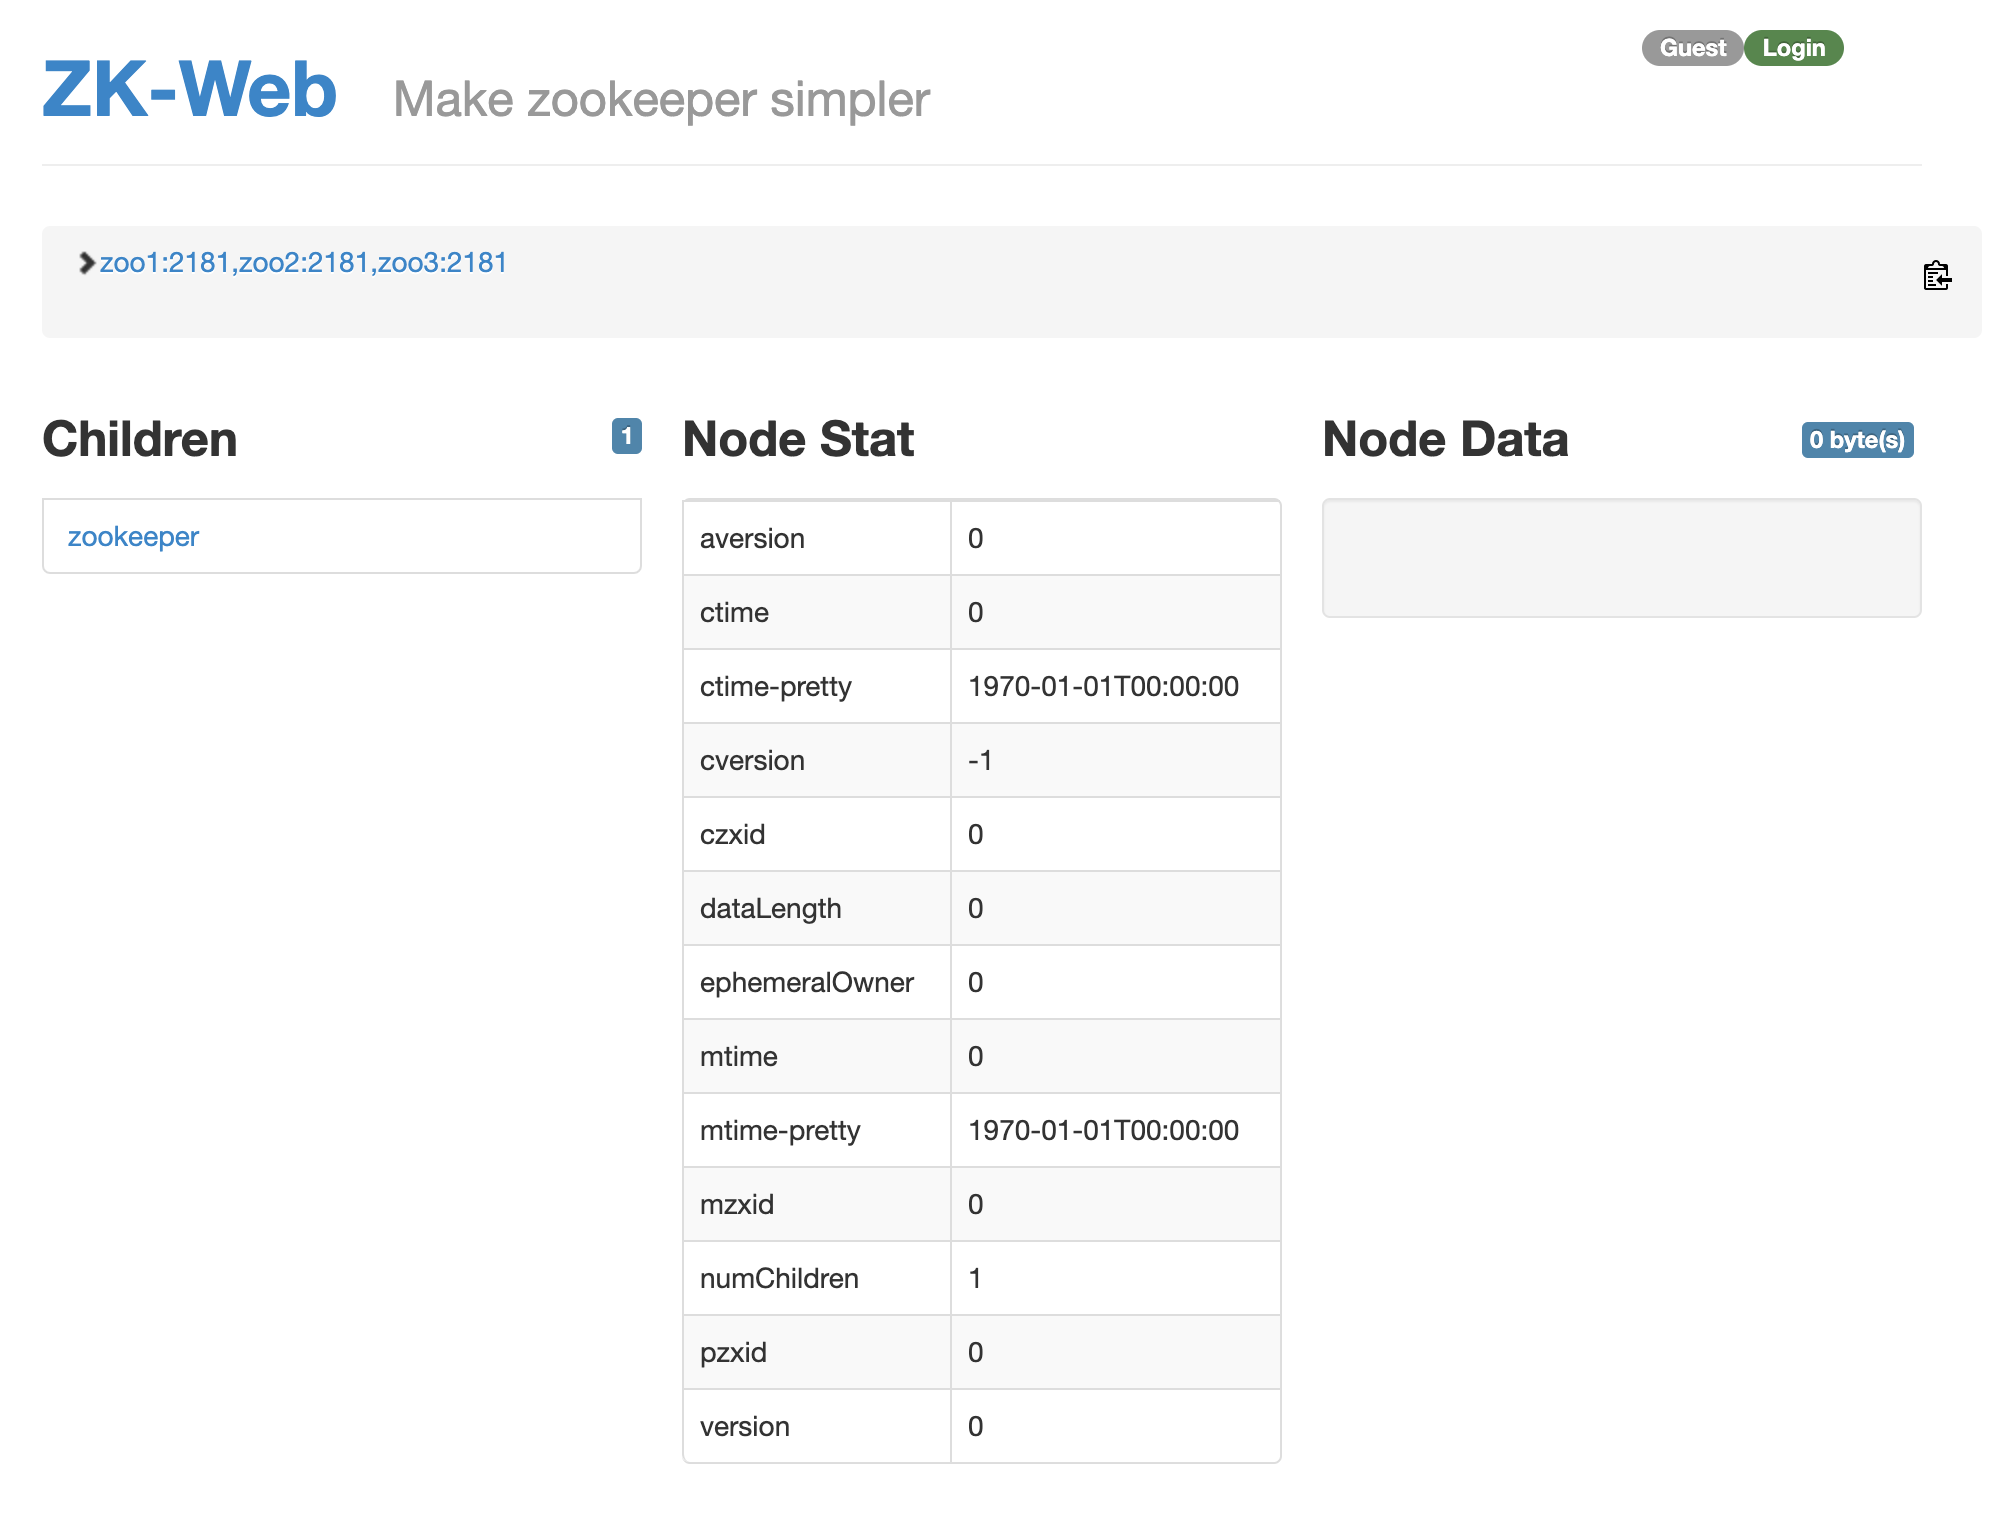 Guest Login
ZK-Web Make zookeeper simpler
zoo1:2181,zoo2:2181,zoo3:2181
Children 1
zookeeper
Node Stat
aversion 0
ctime 0
ctime-pretty 1970-01-01T00:00:00
cversion -1
czxid 0
dataLength 0
ephemeralOwner 0
mtime 0
mtime-pretty 1970-01-01T00:00:00
mzxid 0
numChildren 1
pzxid 0
version 0
Node Data 0 byte(s)